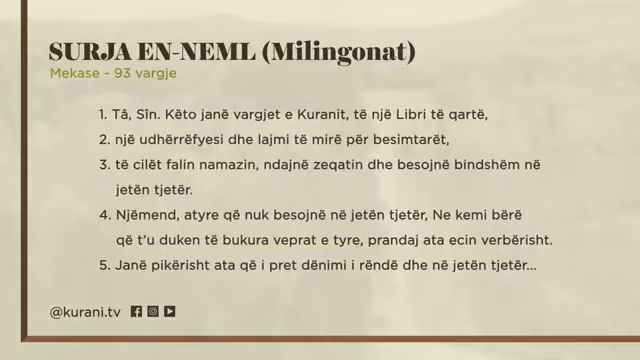 SURJA EN-NEML (Milingonat)
Mekase - 93 vargje
1. Tâ, Sîn. Këto janë vargjet e Kuranit, të një Libri të qartë,
2. një udhërrëfyesi dhe lajmi të mirë për besimtarët,
3. të cilët falin namazin, ndajnë zeqatin dhe besojnë bindshëm në
jetën tjetër.
4. Njëmend, atyre që nuk besojnë në jetën tjetër, Ne kemi bërë
që t'u duken të bukura veprat e tyre, prandaj ata ecin verbërisht.
5. Janë pikërisht ata që i pret dënimi i rëndë dhe në jetën tjetër...
@kurani.tv